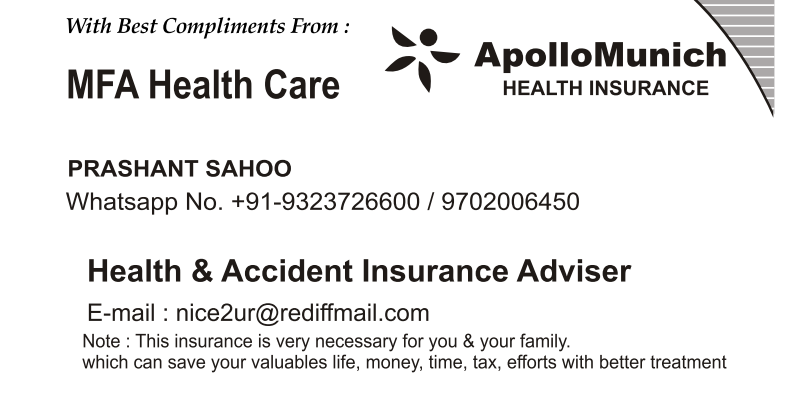 With Best Compliments From :
MFA Health Care
ApolloMunich
HEALTH INSURANCE
PRASHANT SAHOO
Whatsapp No. +91-9323726600 / 9702006450
Health & Accident Insurance Adviser
E-mail : nice2ur@rediffmail.com
Note : This insurance is very necessary for you & your family.
which can save your valuables life, money, time, tax, efforts with better treatment